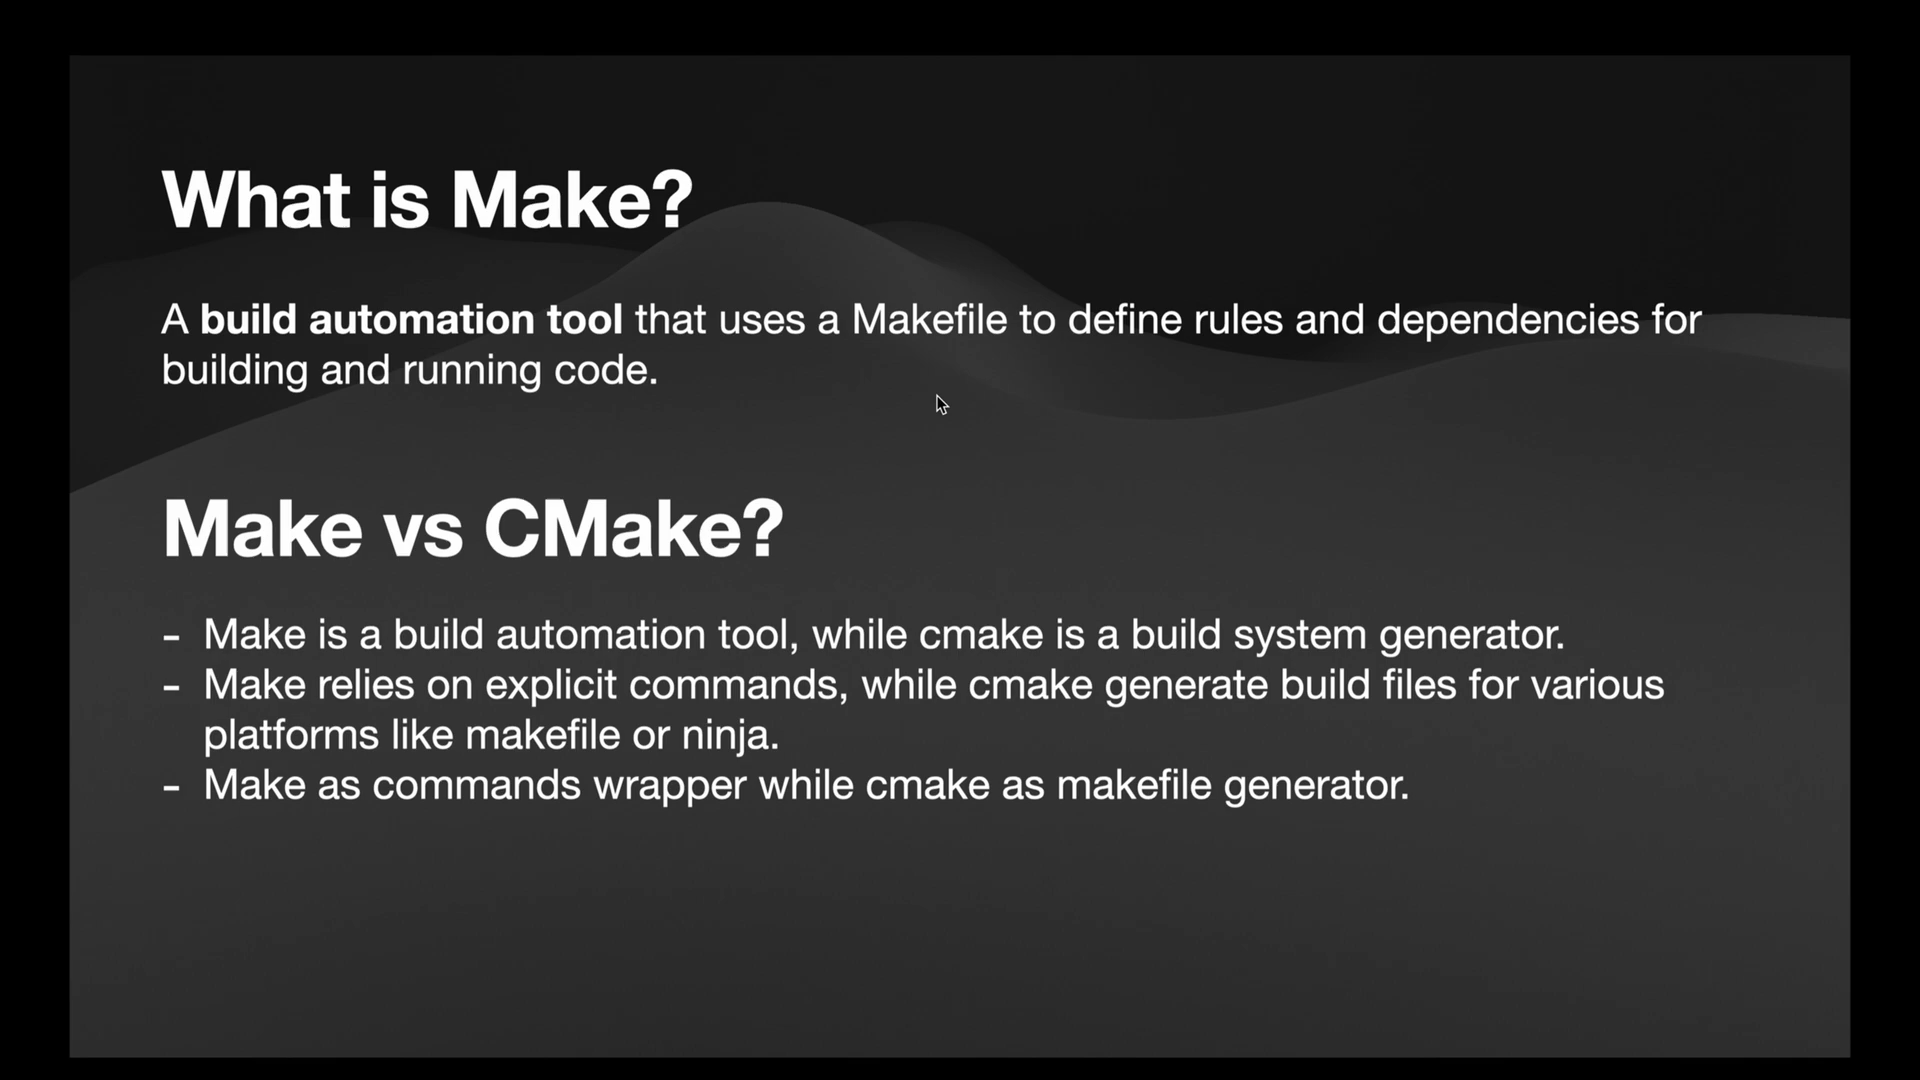 What is Make?
A build automation tool that uses a Makefile to define rules and dependencies for
building and running code.
Make vs CMake?
- Make is a build automation tool, while cmake is a build system generator.
- Make relies on explicit commands, while cmake generate build files for various
platforms like makefile or ninja.
- Make as commands wrapper while cmake as makefile generator.